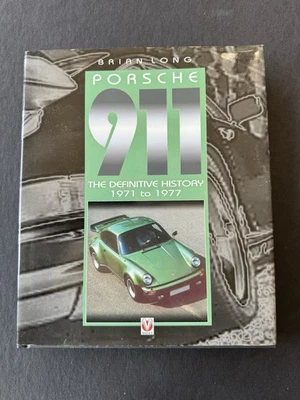 BRIAN LONG
PORSCHE
911
THE DEFINITIVE HISTORY
1971 to 1977
V